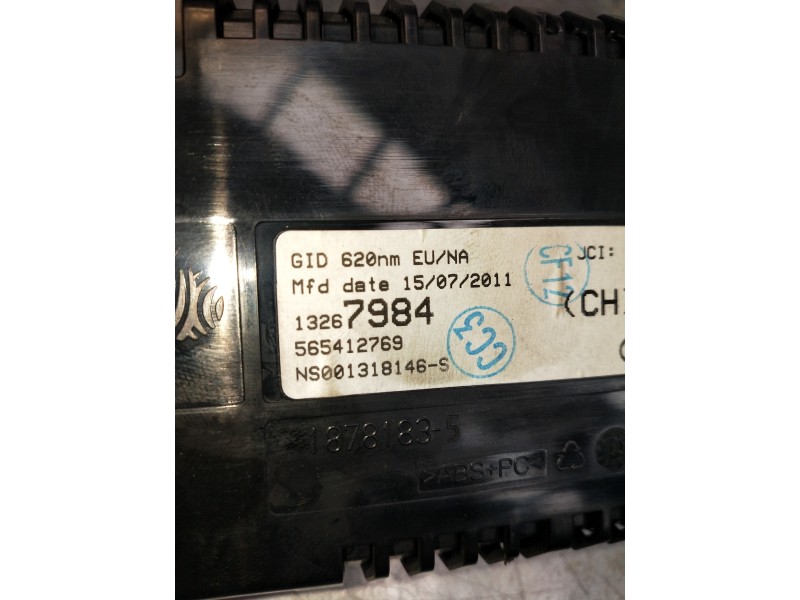 GID 620nm EU/NA
JCI:
Mfd date 15/07/2011
13267984
(CH
565412769
NS001318146-S
CF12
CC3
1878183-5
>ABS+PC<